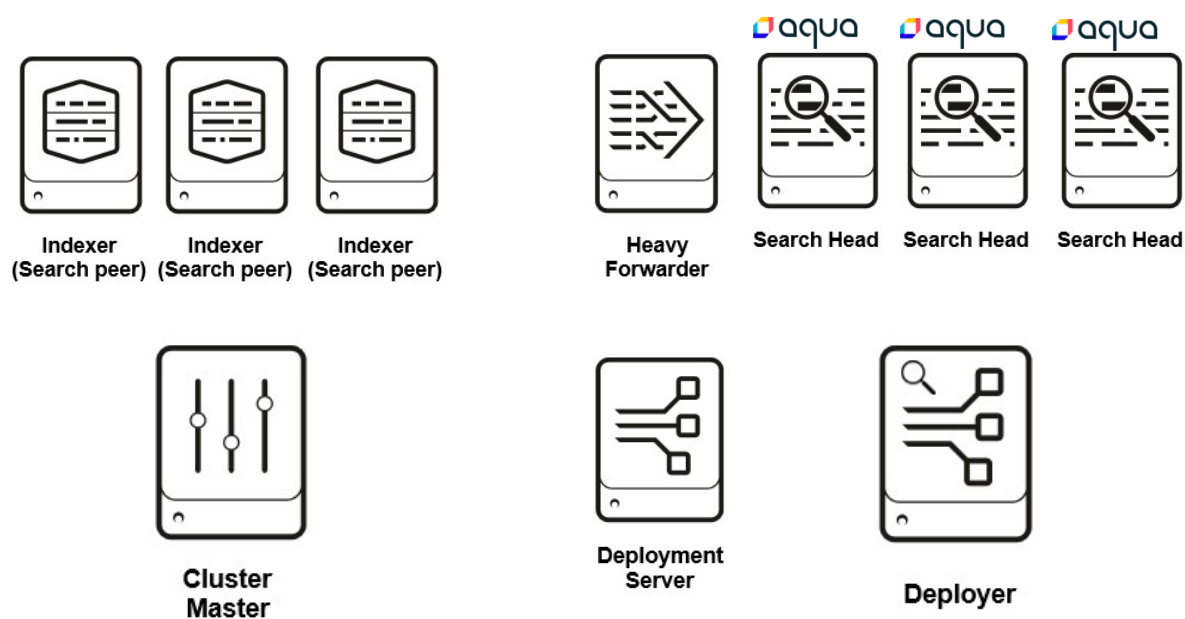 aqua aqua aqua
Indexer
(Search peer)
Indexer
(Search peer)
Indexer
(Search peer)
Heavy
Forwarder
Search Head
Search Head
Search Head
Cluster
Master
Deployment
Server
Deployer